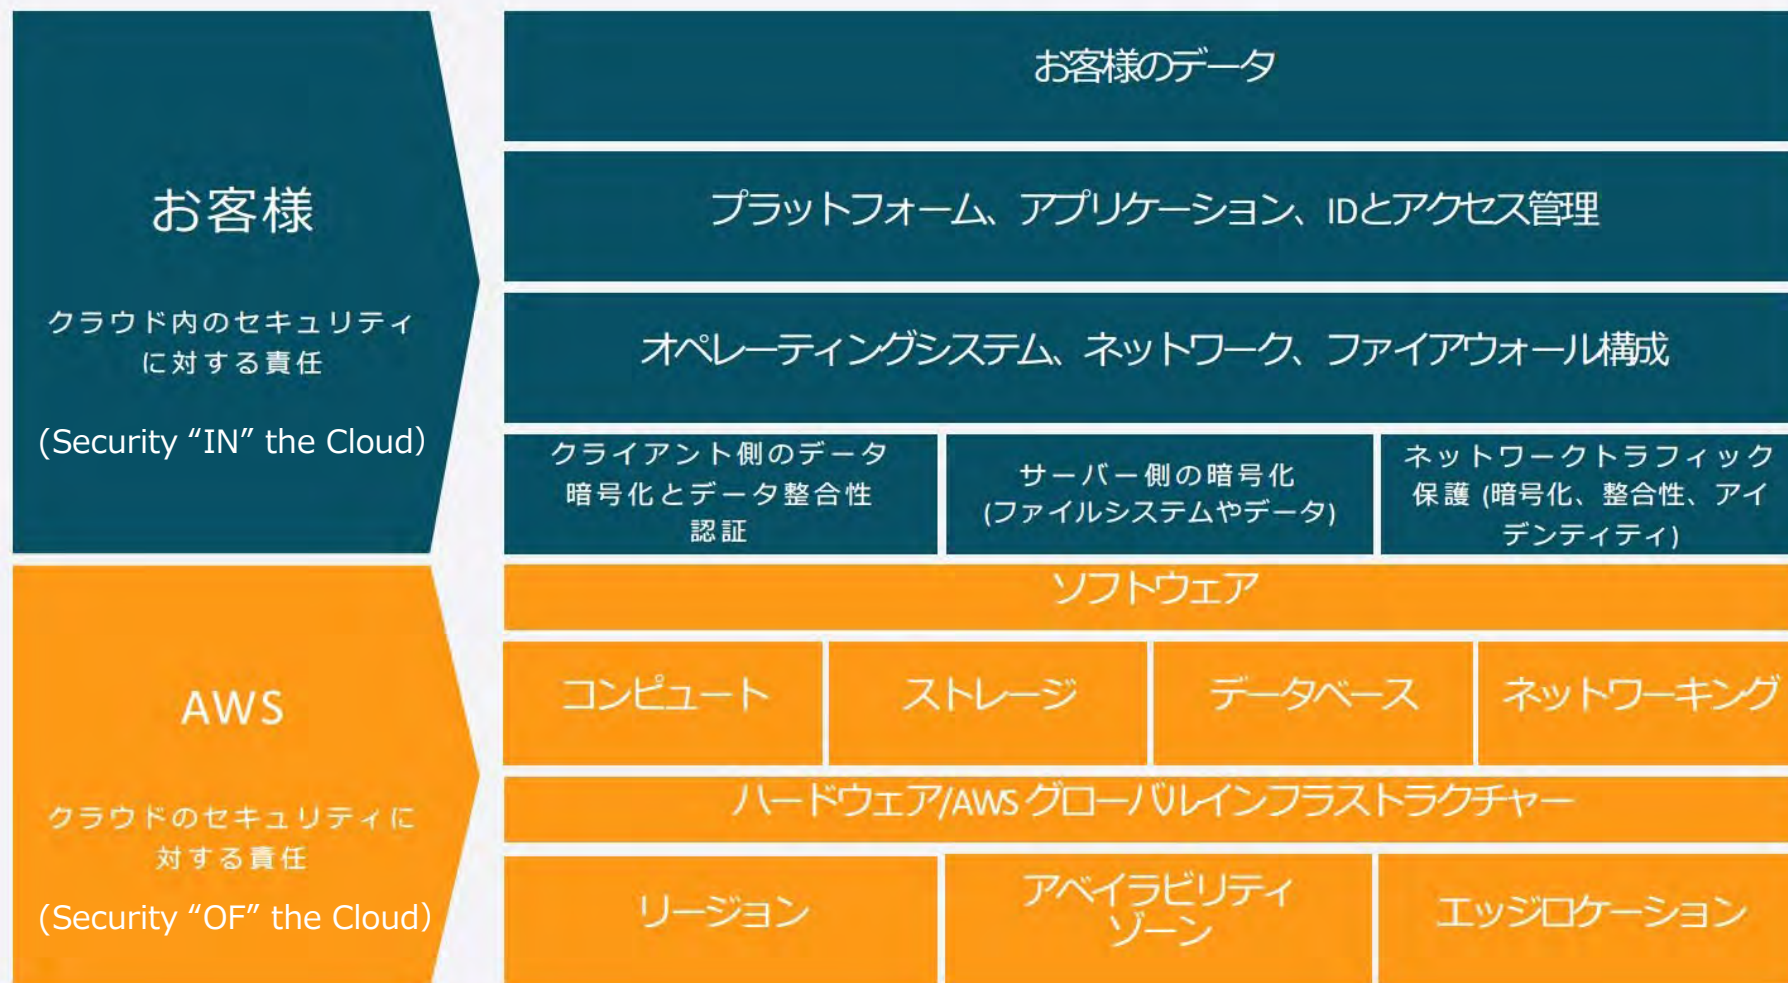 お客様
クラウド内のセキュリティ
に対する責任
(Security “IN” the Cloud)
お客様のデータ
プラットフォーム、アプリケーション、IDとアクセス管理
オペレーティングシステム、ネットワーク、ファイアウォール構成
クライアント側のデータ
暗号化とデータ整合性
認証
サーバー側の暗号化
(ファイルシステムやデータ)
ネットワークトラフィック
保護 (暗号化、整合性、アイ
デンティティ)
AWS
クラウドのセキュリティに
対する責任
(Security “OF” the Cloud)
ソフトウェア
コンピュート
ストレージ
データベース
ネットワーキング
ハードウェア/AWS グローバルインフラストラクチャー
リージョン
アベイラビリティ
ゾーン
エッジロケーション